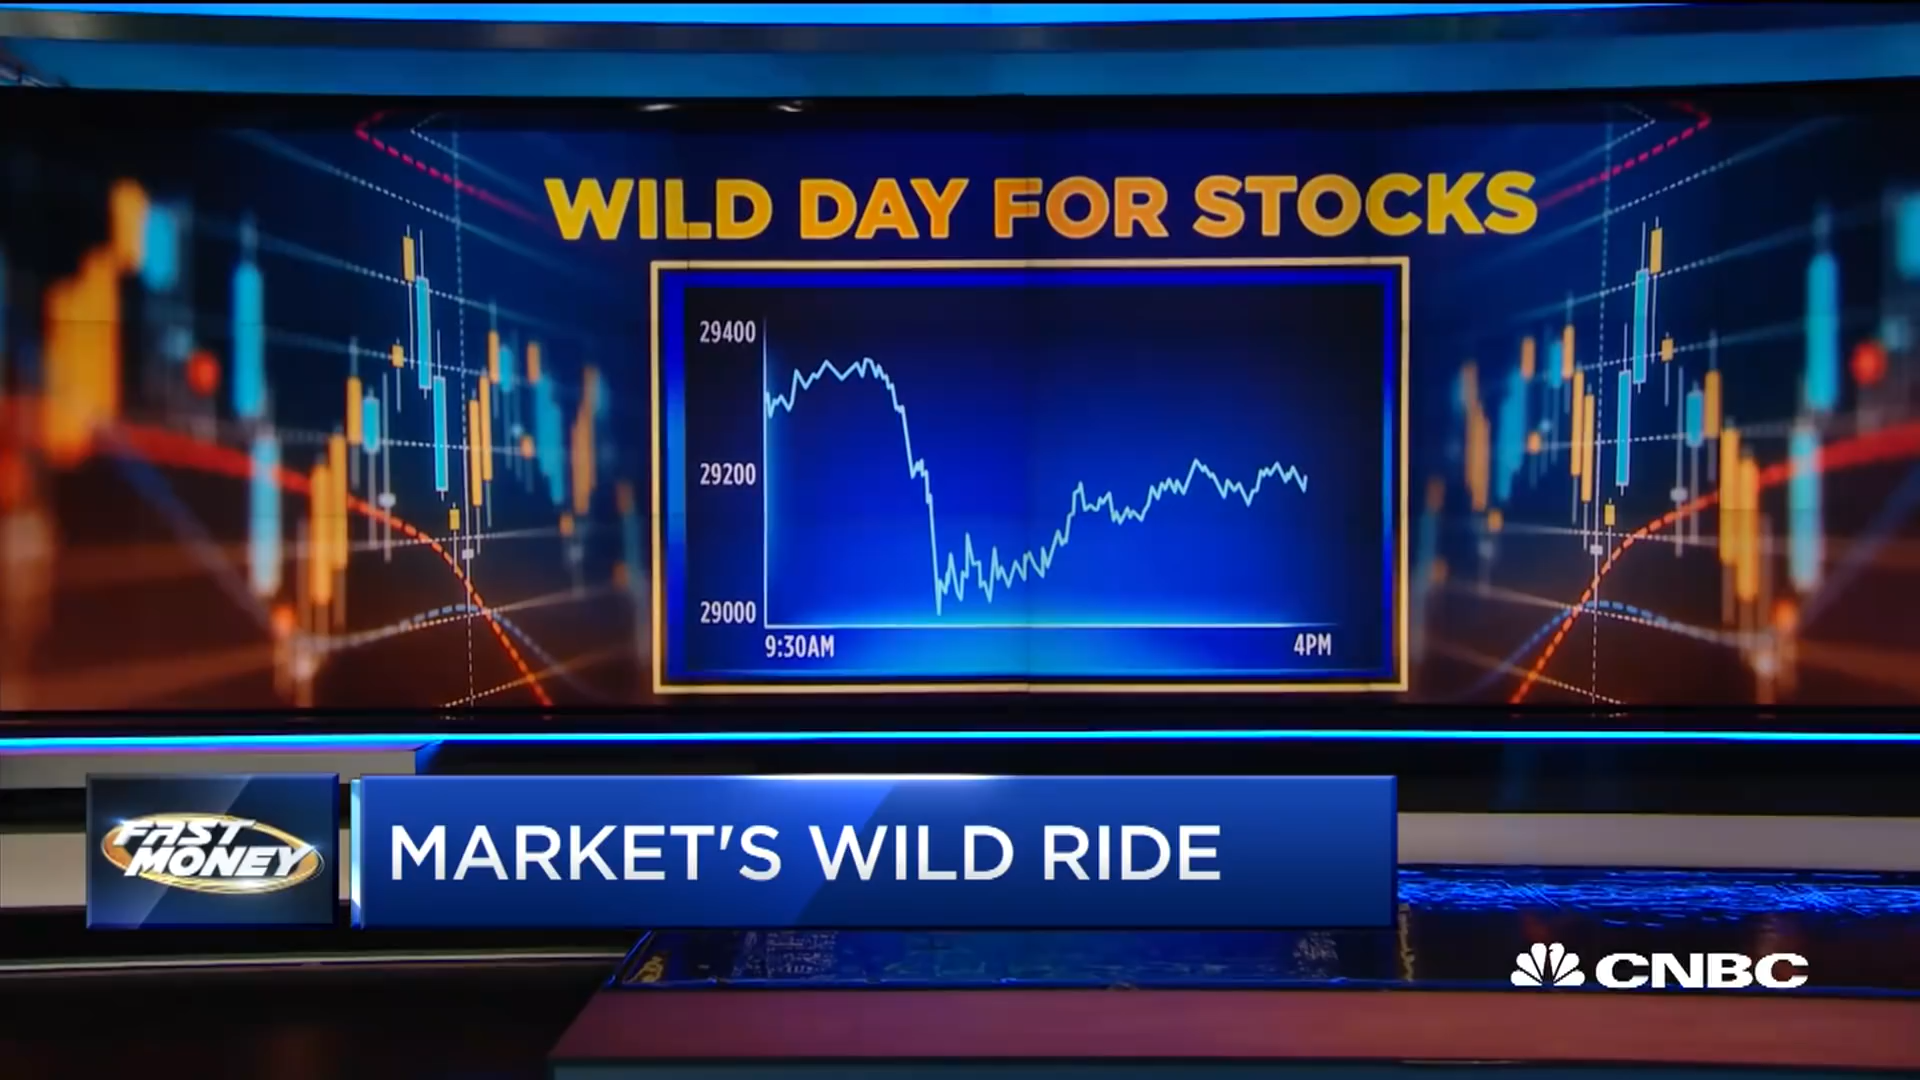 WILD DAY FOR STOCKS
29400
29200
29000
9:30AM
4PM
FAST
MONEY
MARKET'S WILD RIDE
CNBC